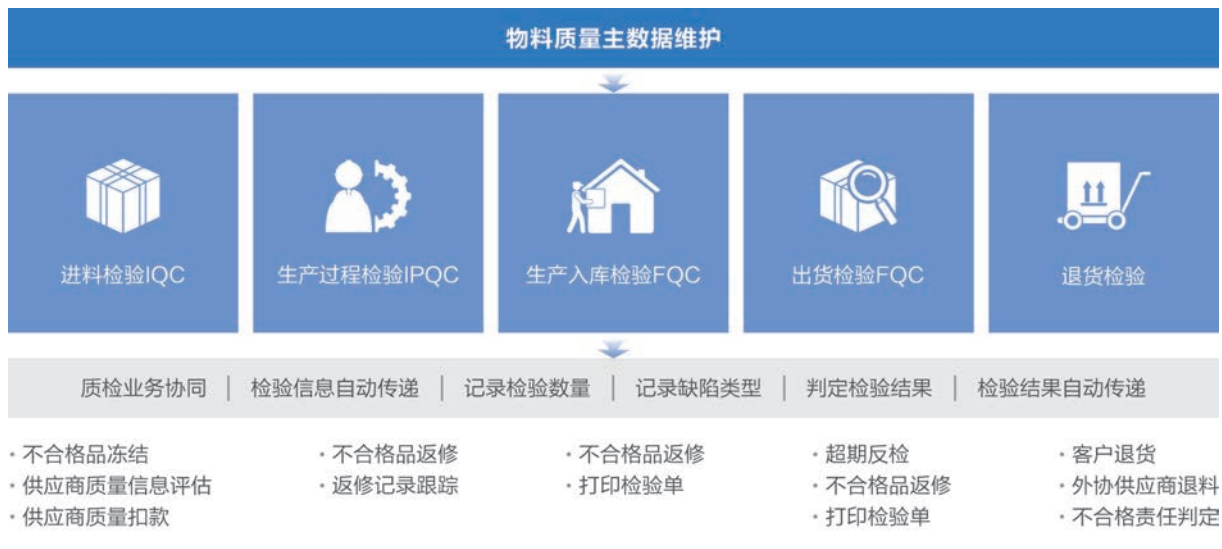 物料质量主数据维护
进料检验IQC
生产过程检验IPQC
生产入库检验FQC
出货检验FQC
退货检验
质检业务协同 | 检验信息自动传递 | 记录检验数量 | 记录缺陷类型 | 判定检验结果 | 检验结果自动传递
· 不合格品冻结
· 供应商质量信息评估
· 供应商质量扣款
· 不合格品返修
· 返修记录跟踪
· 不合格品返修
· 打印检验单
· 超期反检
· 不合格品返修
· 打印检验单
· 客户退货
· 外协供应商退料
· 不合格责任判定